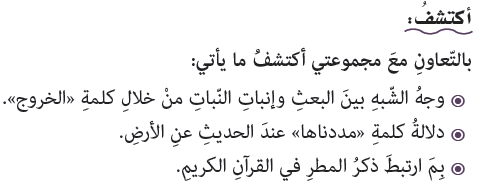 أكتشفُ:
بالتّعاونِ معَ مجموعتي أكتشفُ ما يأتي:
وجهُ الشّبهِ بينَ البعثِ وإنباتِ النّباتِ منْ خلالِ كلمةِ «الخروج».
دلالةُ كلمةِ «مددناها» عندَ الحديثِ عنِ الأرضِ.
بِمَ ارتبطَ ذكرُ المطرِ في القرآنِ الكريمِ.